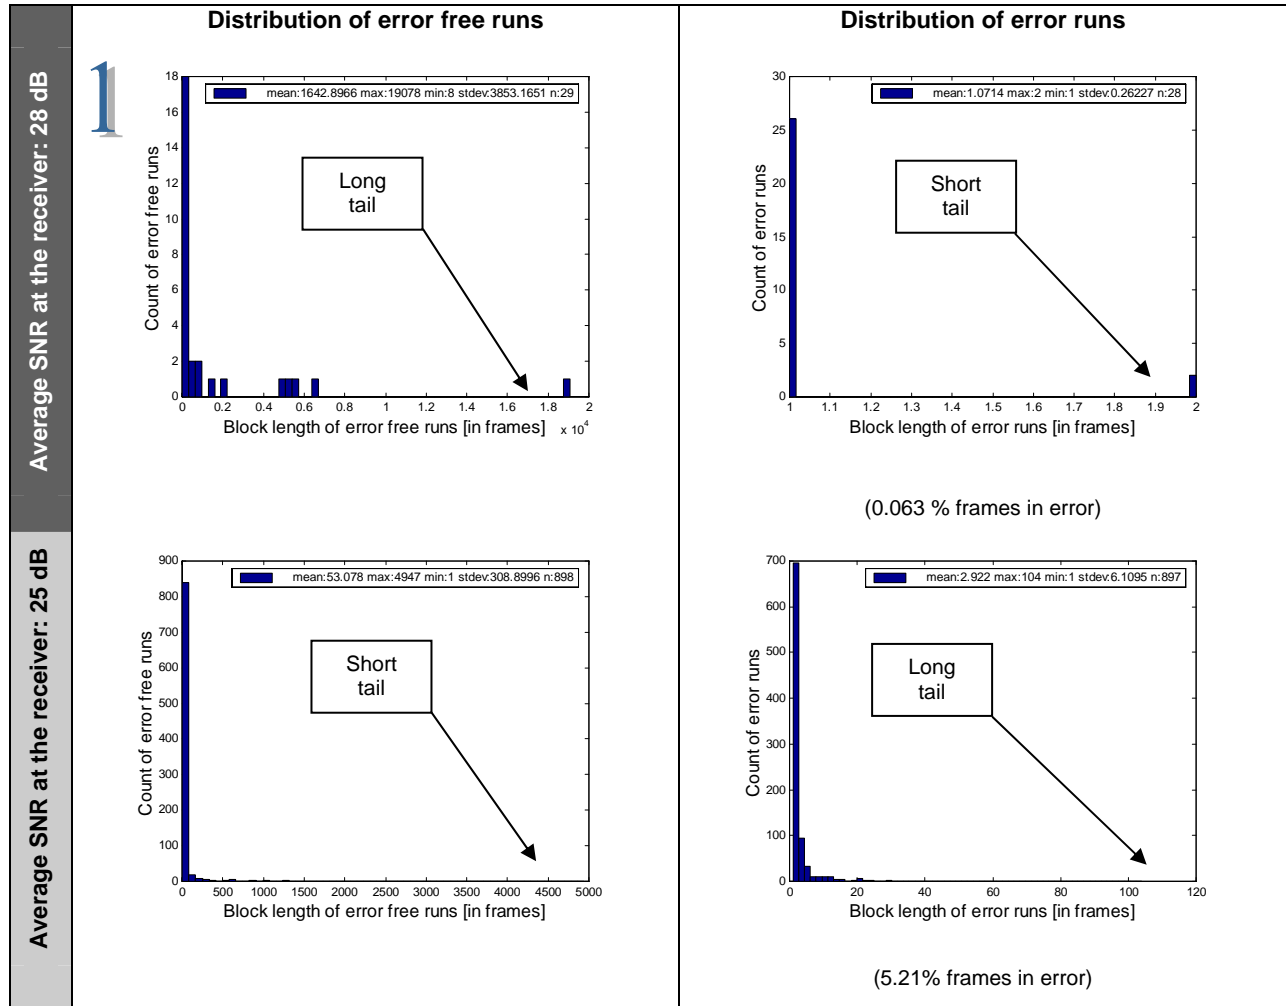 Distribution of error free runs
Distribution of error runs
Average SNR at the receiver: 28 dB
1
mean:1642.8966 max:19078 min:8 stdev:3853.1651 n:29
Count of error free runs
18
16
14
12
10
8
6
4
2
0
Long
tail
0 0.2 0.4 0.6 0.8 1 1.2 1.4 1.6 1.8 2
Block length of error free runs [in frames] x 10^4
mean:1.0714 max:2 min:1 stdev:0.26227 n:28
Count of error runs
30
25
20
15
10
5
0
Short
tail
1 1.1 1.2 1.3 1.4 1.5 1.6 1.7 1.8 1.9 2
Block length of error runs [in frames]
(0.063 % frames in error)
Average SNR at the receiver: 25 dB
mean:53.078 max:4947 min:1 stdev:308.8996 n:898
Count of error free runs
900
800
700
600
500
400
300
200
100
0
Short
tail
0 500 1000 1500 2000 2500 3000 3500 4000 4500 5000
Block length of error free runs [in frames]
mean:2.922 max:104 min:1 stdev:6.1095 n:897
Count of error runs
700
600
500
400
300
200
100
0
Long
tail
0 20 40 60 80 100 120
Block length of error runs [in frames]
(5.21% frames in error)